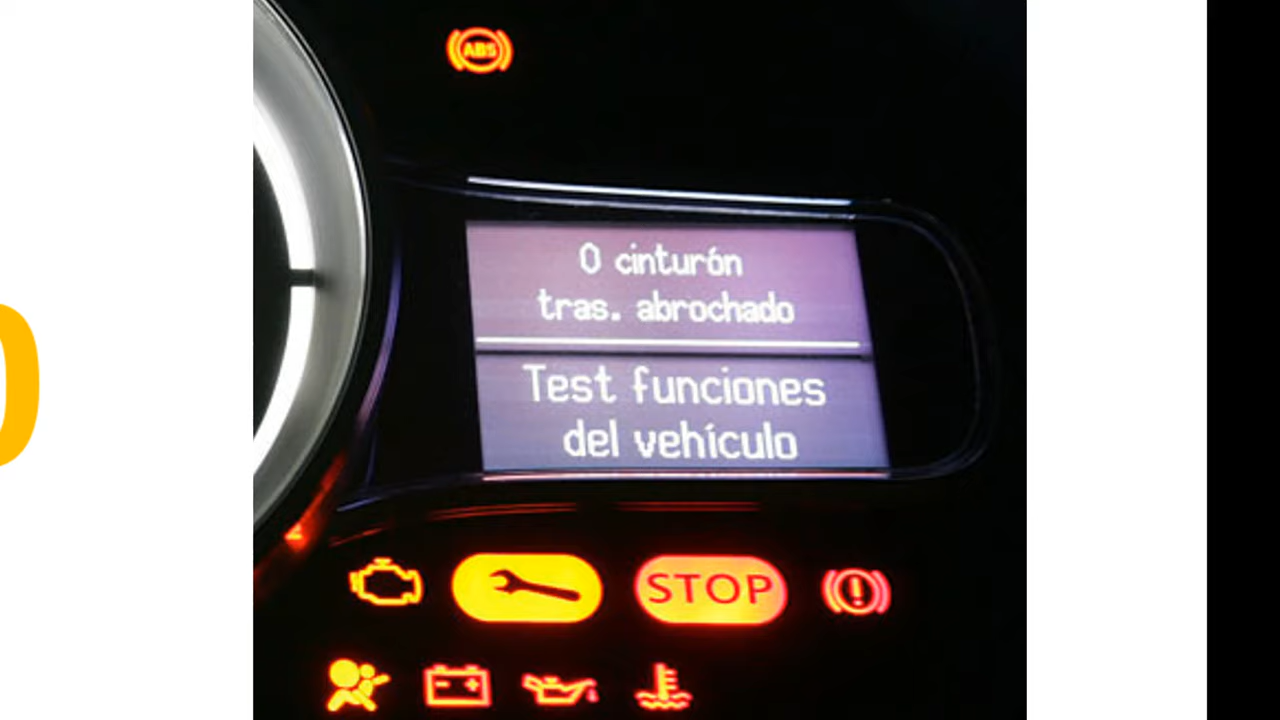 ABS
0 cinturón
tras. abrochado
Test funciones
del vehículo
STOP